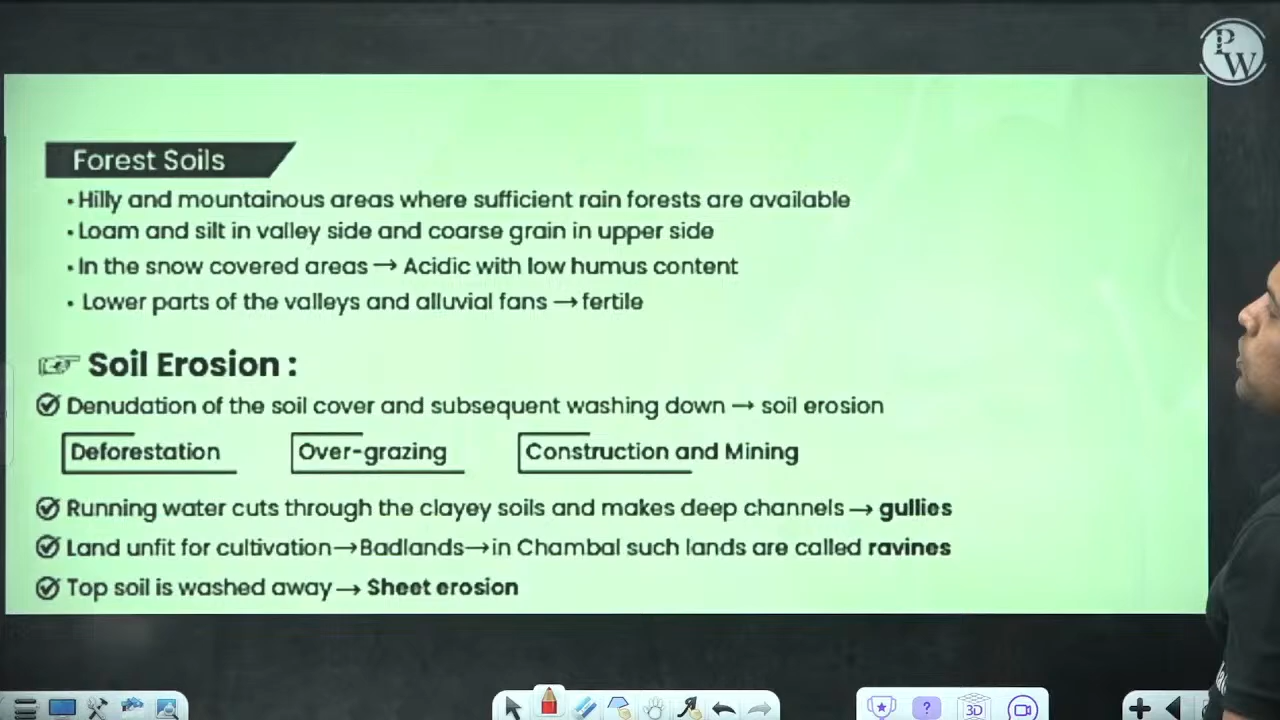 PW
Forest Soils
• Hilly and mountainous areas where sufficient rain forests are available
• Loam and silt in valley side and coarse grain in upper side
• In the snow covered areas → Acidic with low humus content
• Lower parts of the valleys and alluvial fans → fertile
Soil Erosion :
Denudation of the soil cover and subsequent washing down → soil erosion
Deforestation Over-grazing Construction and Mining
Running water cuts through the clayey soils and makes deep channels → gullies
Land unfit for cultivation→Badlands→in Chambal such lands are called ravines
Top soil is washed away → Sheet erosion
? 3D